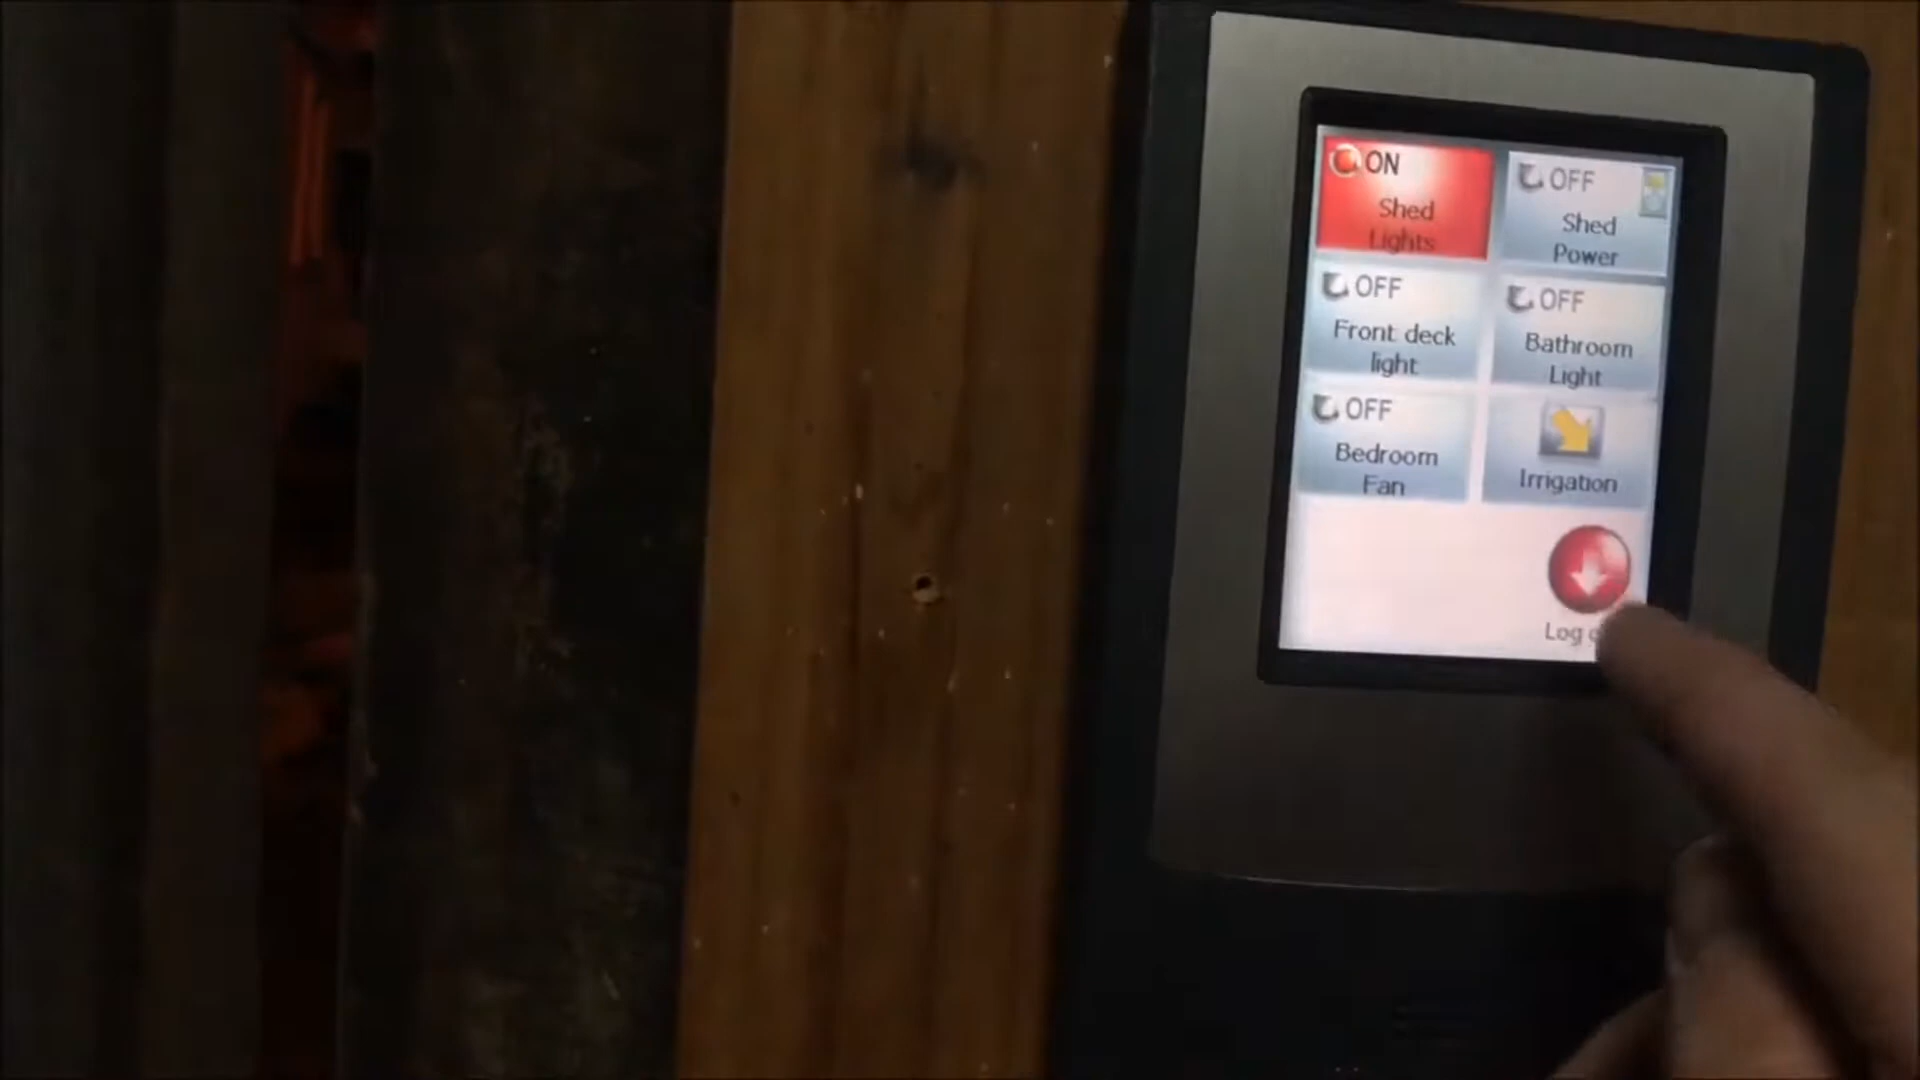 ON
Shed
Lights
OFF
Shed
Power
OFF
Front deck
light
OFF
Bathroom
Light
OFF
Bedroom
Fan
Irrigation
Log